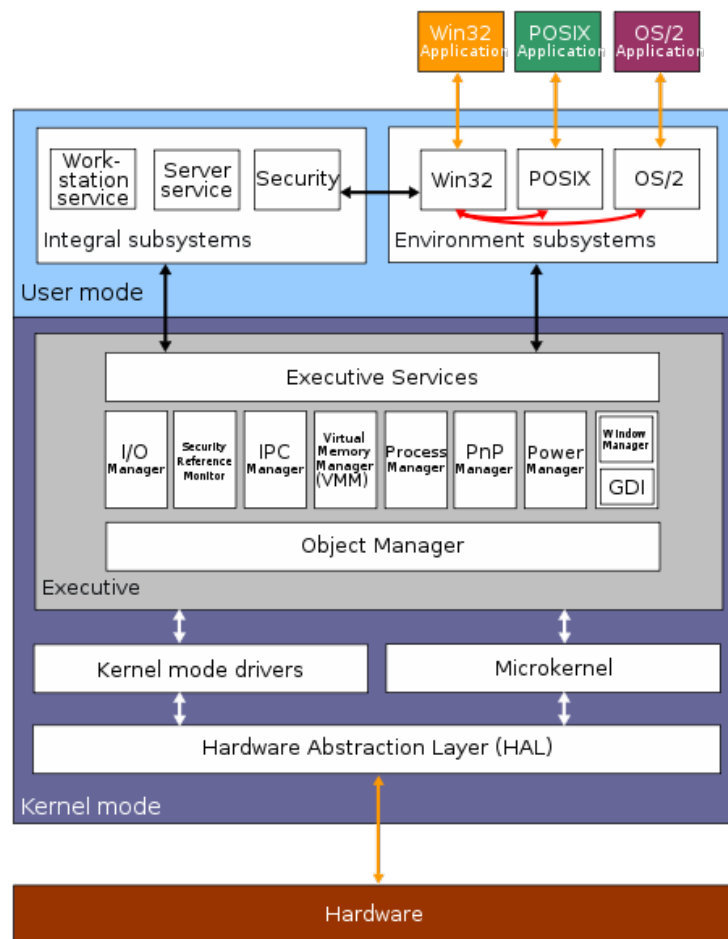 Win32
Application
POSIX
Application
OS/2
Application
Work-
station
service
Server
service
Security
Integral subsystems
Win32
POSIX
OS/2
Environment subsystems
User mode
Executive Services
I/O
Manager
Security
Reference
Monitor
IPC
Manager
Virtual
Memory
Manager
(VMM)
Process
Manager
PnP
Manager
Power
Manager
Window
Manager
GDI
Object Manager
Executive
Kernel mode drivers
Microkernel
Hardware Abstraction Layer (HAL)
Kernel mode
Hardware